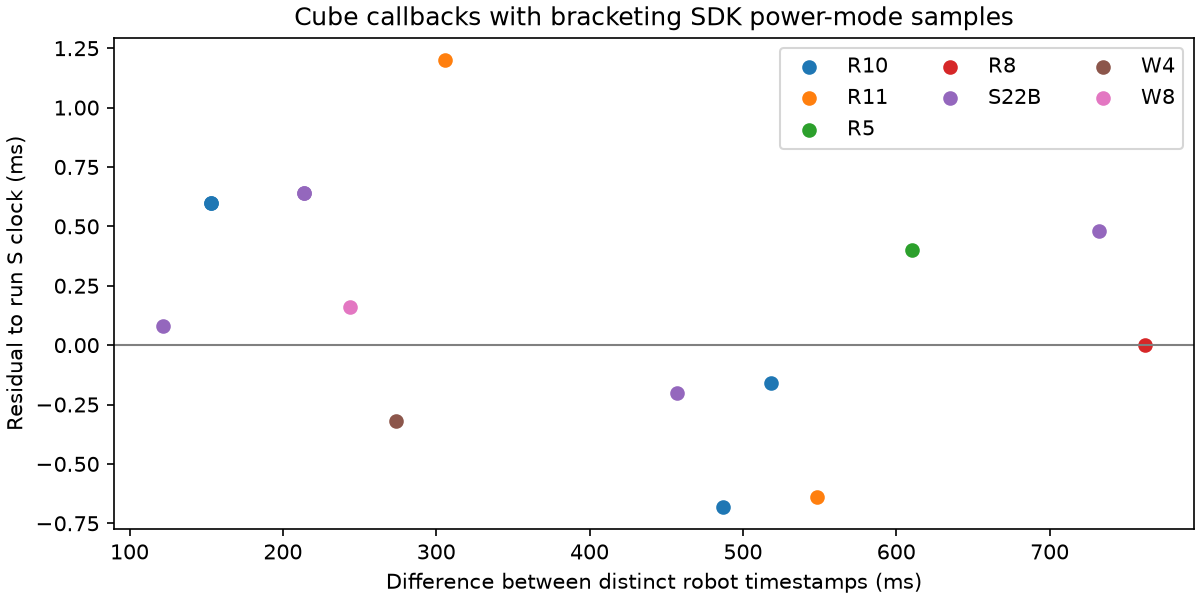 Cube callbacks with bracketing SDK power-mode samples
Residual to run S clock (ms)
1.25
1.00
0.75
0.50
0.25
0.00
−0.25
−0.50
−0.75
R10
R11
R5
R8
S22B
W4
W8
100
200
300
400
500
600
700
Difference between distinct robot timestamps (ms)